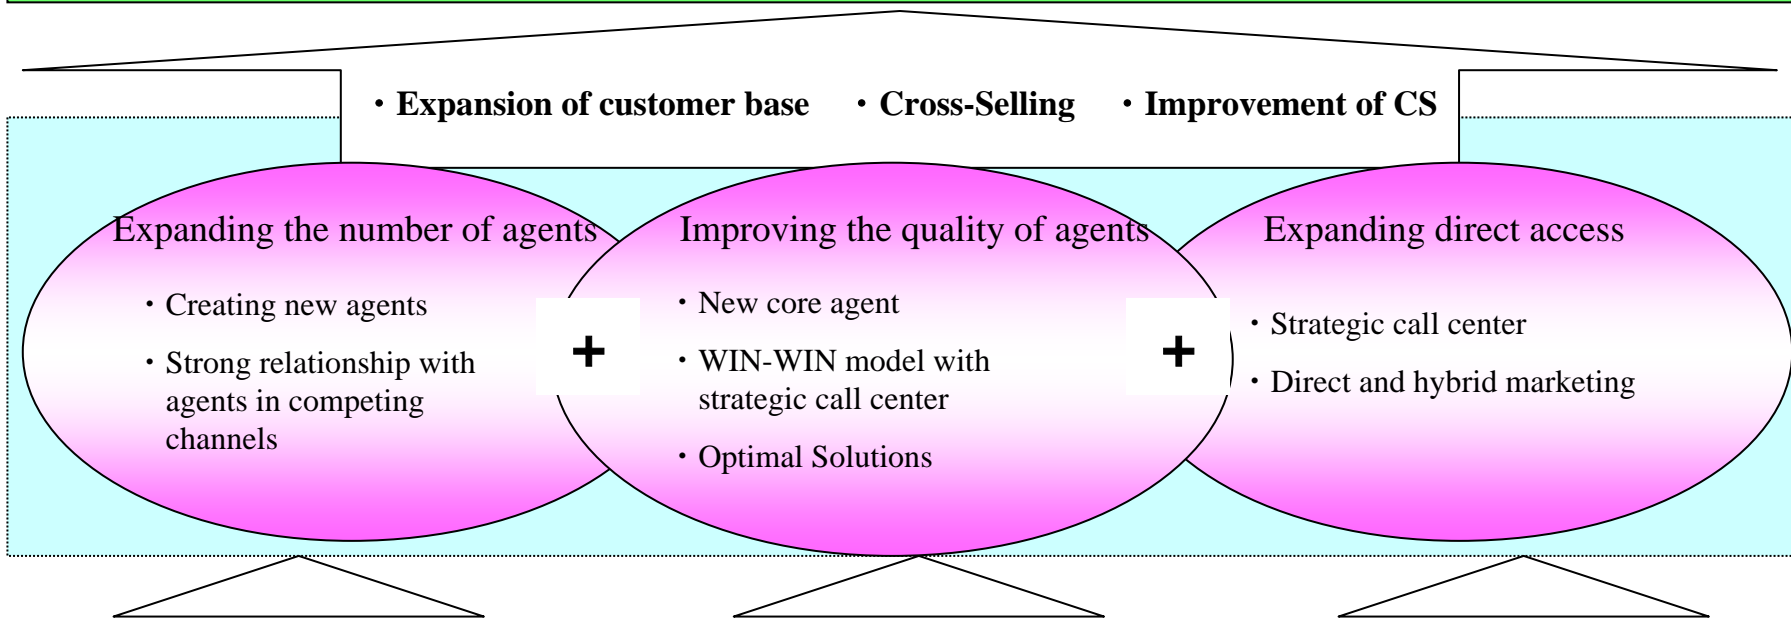 ・Expansion of customer base ・Cross-Selling ・Improvement of CS
Expanding the number of agents
・Creating new agents
・Strong relationship with
agents in competing
channels
+
Improving the quality of agents
・New core agent
・WIN-WIN model with
strategic call center
・Optimal Solutions
+
Expanding direct access
・Strategic call center
・Direct and hybrid marketing